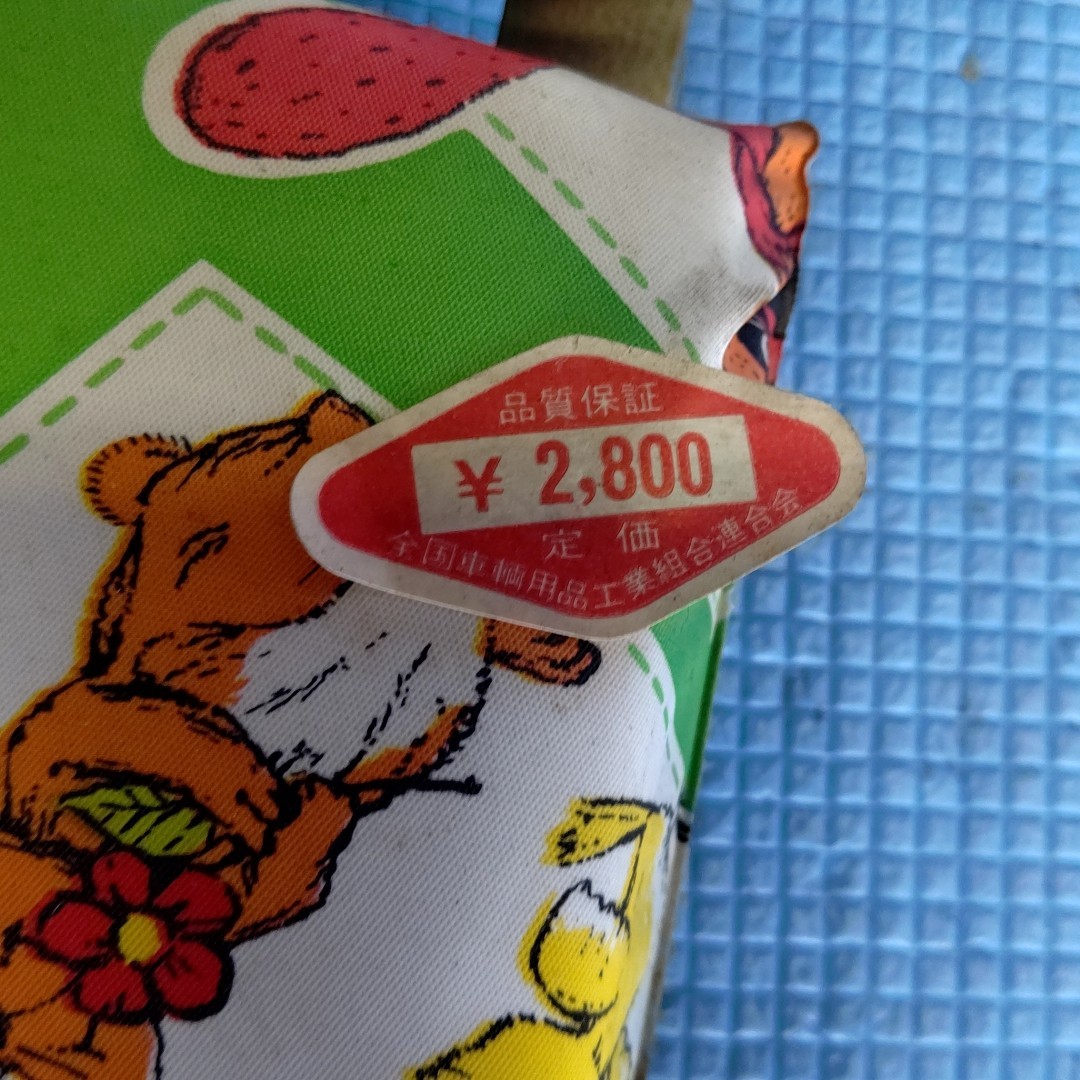 品質保証
¥ 2,800
定価
全国車輌用品工業組合連合会